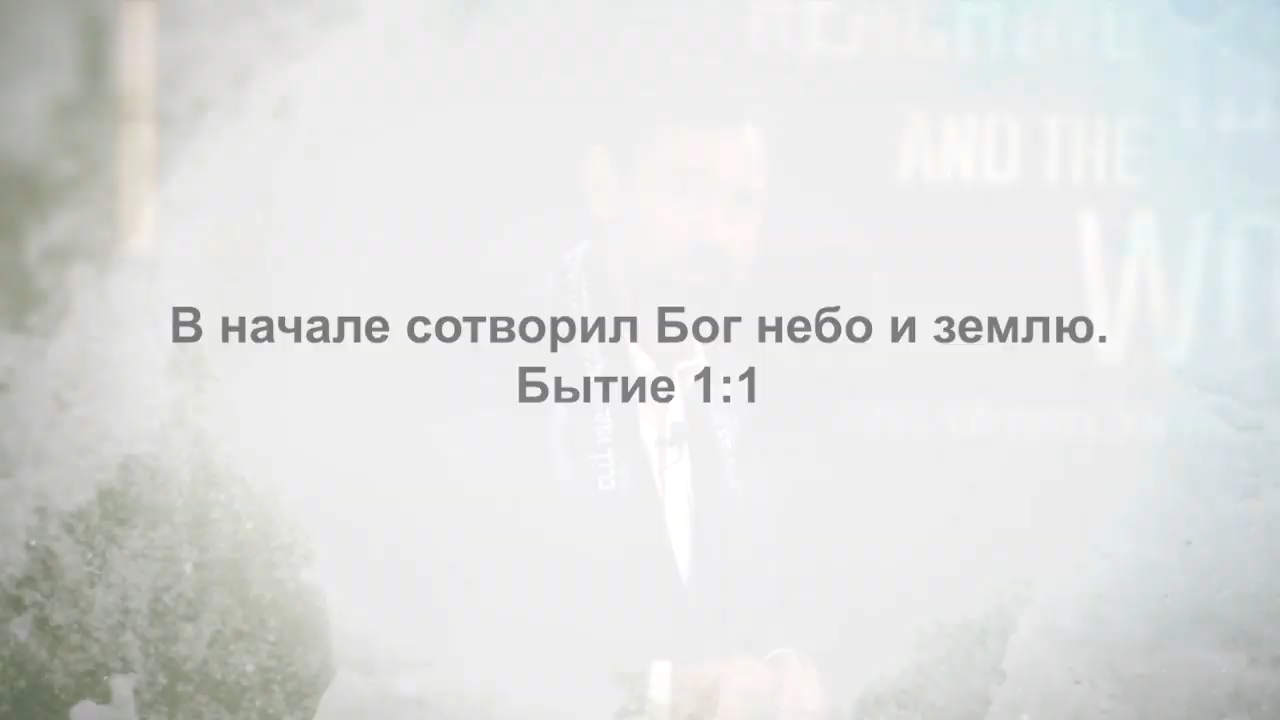 AND THE
В начале сотворил Бог небо и землю.
Бытие 1:1